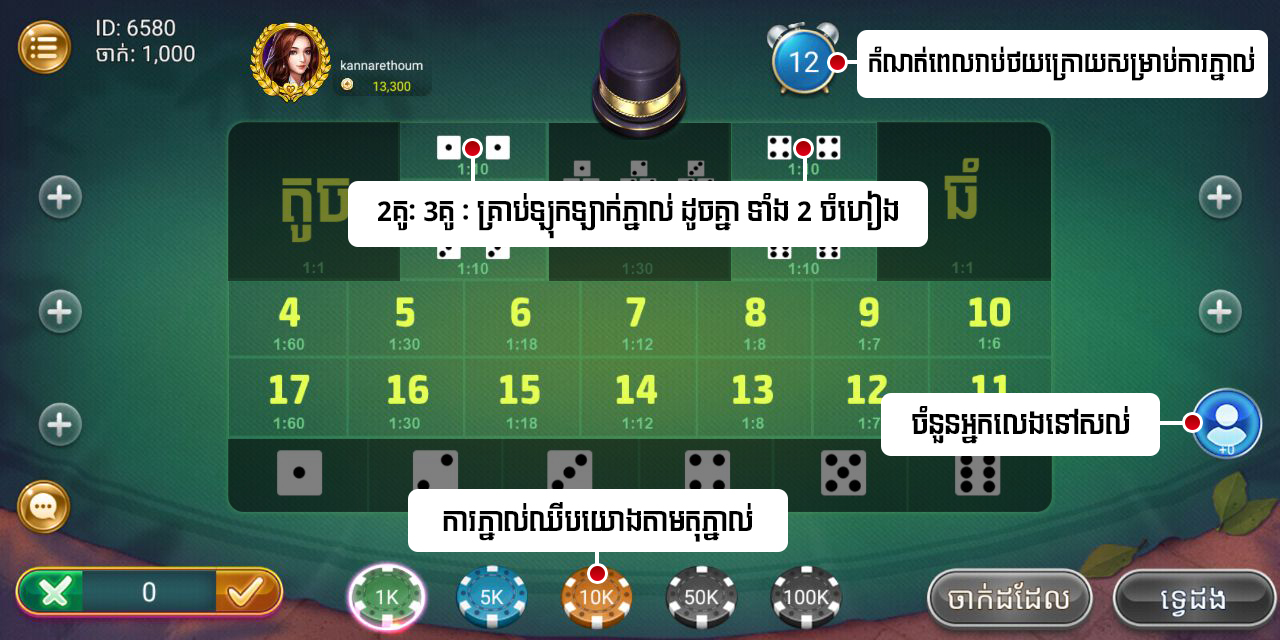 ID: 6580
ចាក់: 1,000
kannarethoum
13,300
12
កំណត់ពេលរាប់ថយក្រោយសម្រាប់ការភ្នាល់
1:10
1:10
តូច
ធំ
2គូ: 3គូ : គ្រាប់ឡុកឡាក់ភ្នាល់ ដូចគ្នា ទាំង 2 ចំហៀង
1:1
1:10
1:30
1:10
1:1
4 5 6 7 8 9 10
1:60 1:30 1:18 1:12 1:8 1:7 1:6
17 16 15 14 13 12 11
1:60 1:30 1:18 1:12 1:8 1:7
ចំនួនអ្នកលេងនៅសល់
+0
ការភ្នាល់ឈីបយោងតាមតុភ្នាល់
0
1K 5K 10K 50K 100K
ចាក់ដដែល
ទ្វេដង